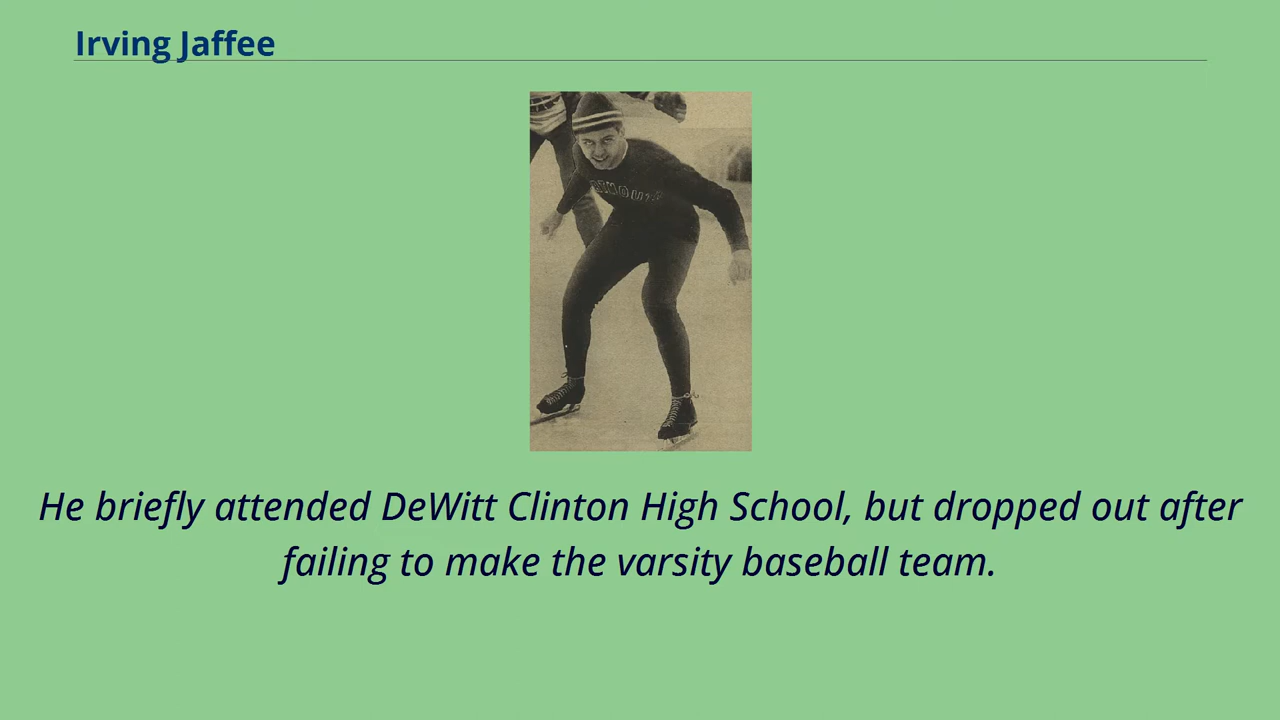 Irving Jaffee
He briefly attended DeWitt Clinton High School, but dropped out after
failing to make the varsity baseball team.